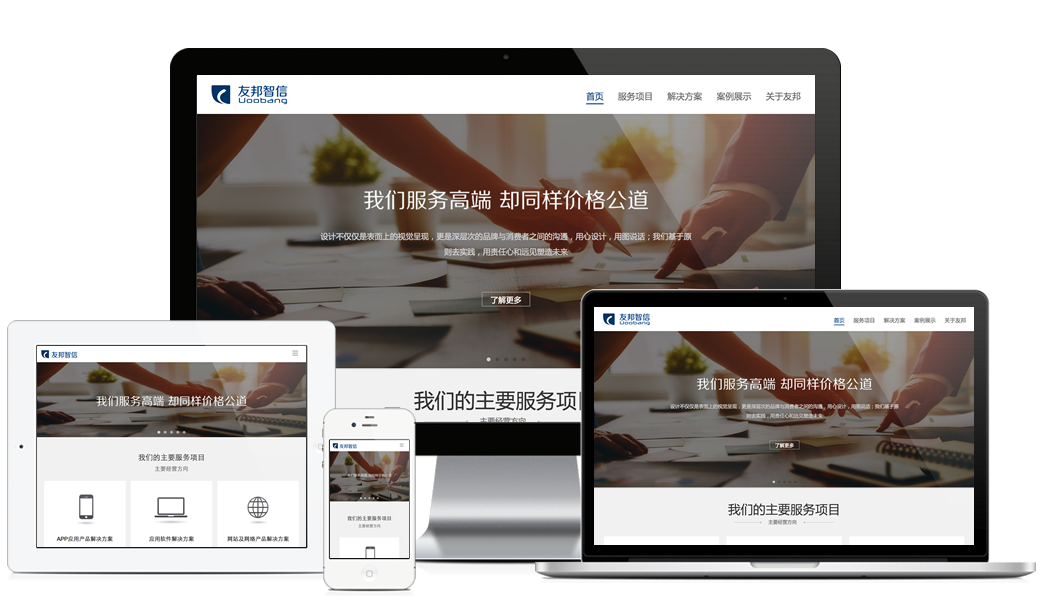 友邦智信
Uoobang
首页 服务项目 解决方案 案例展示 关于友邦
我们服务高端 却同样价格公道
设计不仅仅是表面上的视觉呈现，更是深层次的品牌与消费者之间的沟通，用心设计，用图说话；我们基于原
则去实践，用责任心和远见塑造未来
了解更多
我们的主要服务项
主要经营方向
友邦智信
我们服务高端 却同样价格公道
我们的主要服务项目
主要经营方向
APP应用产品解决方案
应用软件解决方案
网站及网格产品解决方案
友邦智信
我们服务高端 却同样价格公道
我们的主要服务项目
主要经营方向
友邦智信
Uoobang
首页 服务项目 解决方案 案例展示 关于友邦
我们服务高端 却同样价格公道
设计不仅仅是表面上的视觉呈现，更是深层次的品牌与消费者之间的沟通，用心设计，用图说话；我们基于原
则去实践，用责任心和远见塑造未来
了解更多
我们的主要服务项目
主要经营方向